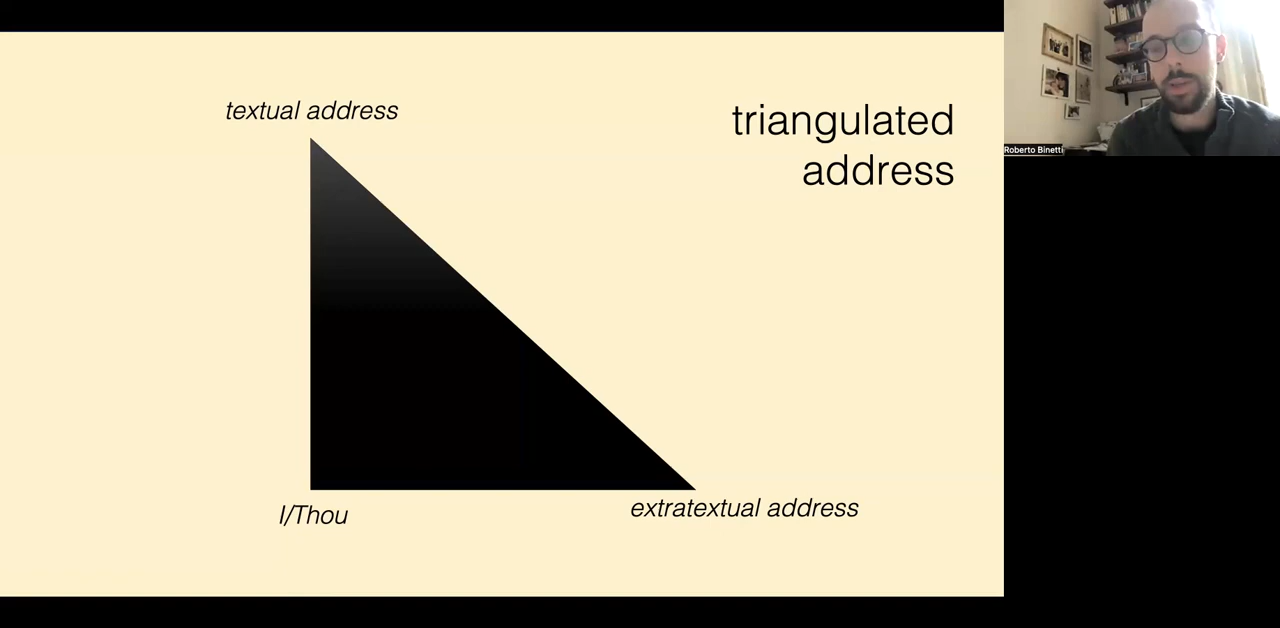 textual address
triangulated
address
I/Thou
extratextual address
Roberto Binetti